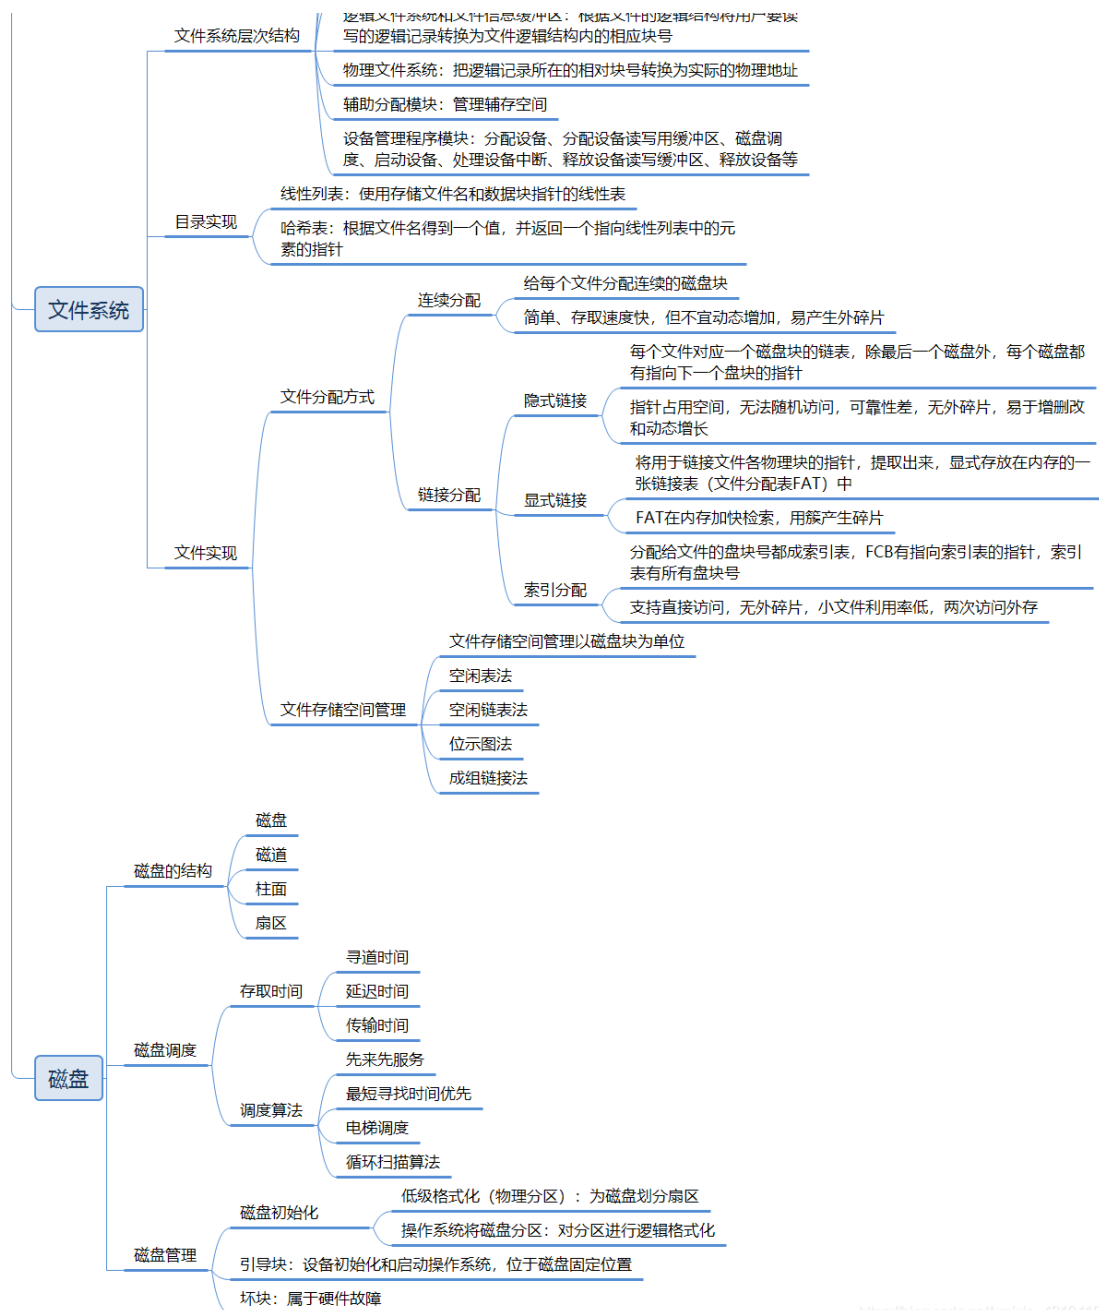 逻辑文件系统和文件信息缓冲区：根据文件的逻辑结构将用户要读
写的逻辑记录转换为文件逻辑结构内的相应块号
文件系统层次结构
物理文件系统：把逻辑记录所在的相对块号转换为实际的物理地址
辅助分配模块：管理辅存空间
设备管理程序模块：分配设备、分配设备读写用缓冲区、磁盘调
度、启动设备、处理设备中断、释放设备读写缓冲区、释放设备等
目录实现
线性列表：使用存储文件名和数据块指针的线性表
哈希表：根据文件名得到一个值，并返回一个指向线性列表中的元
素的指针
文件系统
文件实现
文件分配方式
连续分配
给每个文件分配连续的磁盘块
简单、存取速度快，但不宜动态增加，易产生外碎片
链接分配
隐式链接
每个文件对应一个磁盘块的链表，除最后一个磁盘外，每个磁盘都
有指向下一个盘块的指针
指针占用空间，无法随机访问，可靠性差，无外碎片，易于增删改
和动态增长
显式链接
将用于链接文件各物理块的指针，提取出来，显式存放在内存的一
张链接表（文件分配表FAT）中
FAT在内存加快检索，用簇产生碎片
索引分配
分配给文件的盘块号都成索引表，FCB有指向索引表的指针，索引
表有所有盘块号
支持直接访问，无外碎片，小文件利用率低，两次访问外存
文件存储空间管理
文件存储空间管理以磁盘块为单位
空闲表法
空闲链表法
位示图法
成组链接法
磁盘
磁盘的结构
磁盘
磁道
柱面
扇区
磁盘调度
存取时间
寻道时间
延迟时间
传输时间
调度算法
先来先服务
最短寻找时间优先
电梯调度
循环扫描算法
磁盘管理
磁盘初始化
低级格式化（物理分区）：为磁盘划分扇区
操作系统将磁盘分区：对分区进行逻辑格式化
引导块：设备初始化和启动操作系统，位于磁盘固定位置
坏块：属于硬件故障